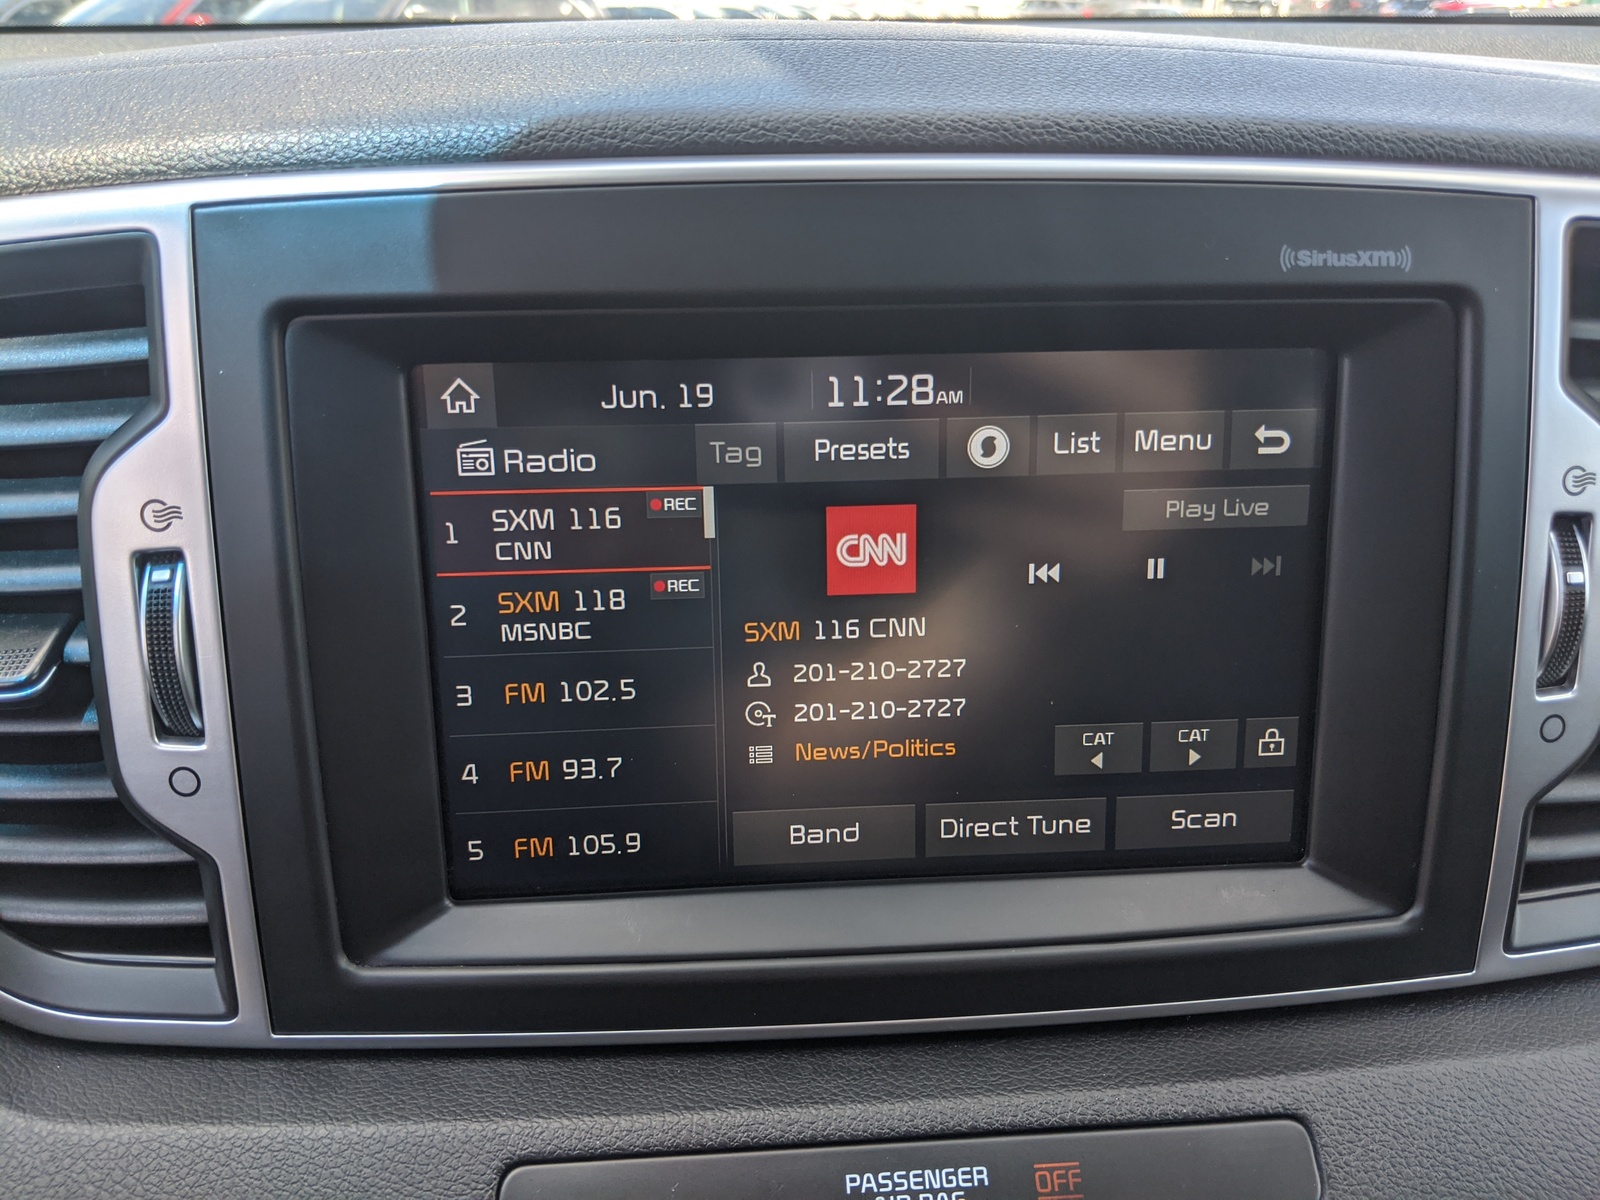 SiriusXM
Jun. 19
11:28AM
Radio
Tag
Presets
List
Menu
1
SXM 116
REC
CNN
2
SXM 118
REC
MSNBC
3
FM 102.5
4
FM 93.7
5
FM 105.9
CNN
Play Live
SXM 116 CNN
201-210-2727
201-210-2727
News/Politics
CAT
CAT
Band
Direct Tune
Scan
PASSENGER
AIR BAG
OFF